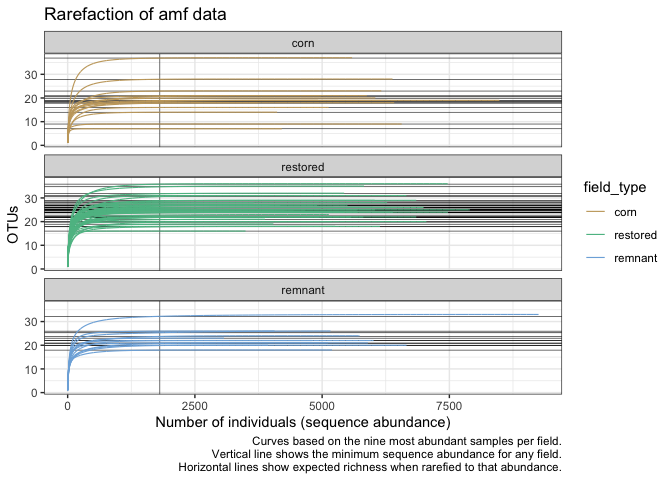 Rarefaction of amf data
corn
30
20
10
0
restored
30
20
10
0
remnant
30
20
10
0
OTUs
0 2500 5000 7500
Number of individuals (sequence abundance)
field_type
corn
restored
remnant
Curves based on the nine most abundant samples per field.
Vertical line shows the minimum sequence abundance for any field.
Horizontal lines show expected richness when rarefied to that abundance.